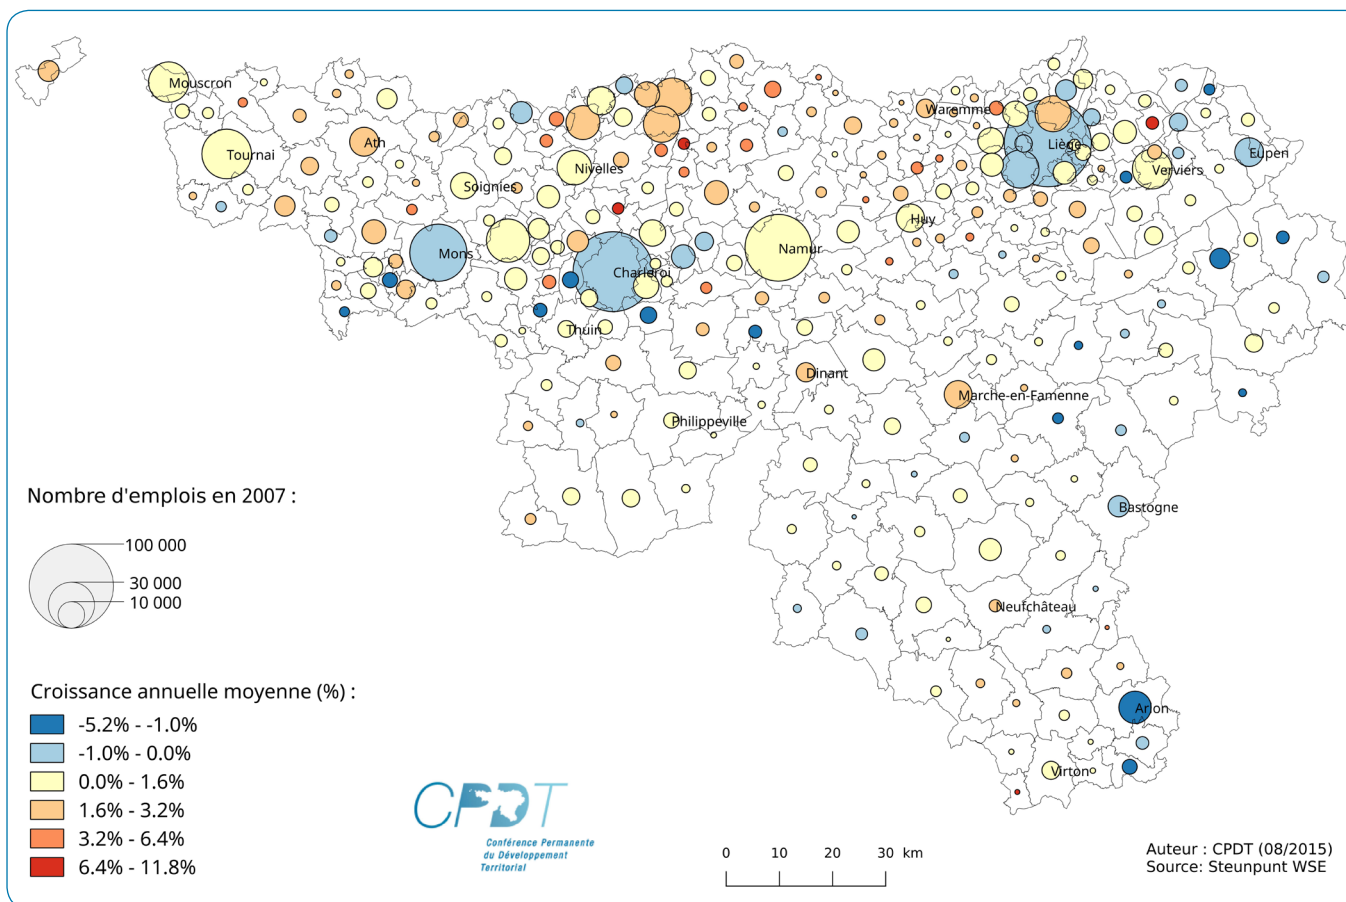 Mouscron
Waremme
Ath
Liège
Tournai
Eupen
Nivelles
Verviers
Soignies
Huy
Mons
Namur
Charleroi
Thuin
Dinant
Marche-en-Famenne
Philippeville
Nombre d'emplois en 2007 :
100 000
30 000
10 000
Bastogne
Neufchâteau
Croissance annuelle moyenne (%) :
-5.2% - -1.0%
-1.0% - 0.0%
0.0% - 1.6%
1.6% - 3.2%
3.2% - 6.4%
6.4% - 11.8%
Arlon
Virton
CPDT
Conférence Permanente
du Développement
Territorial
0 10 20 30 km
Auteur : CPDT (08/2015)
Source: Steunpunt WSE